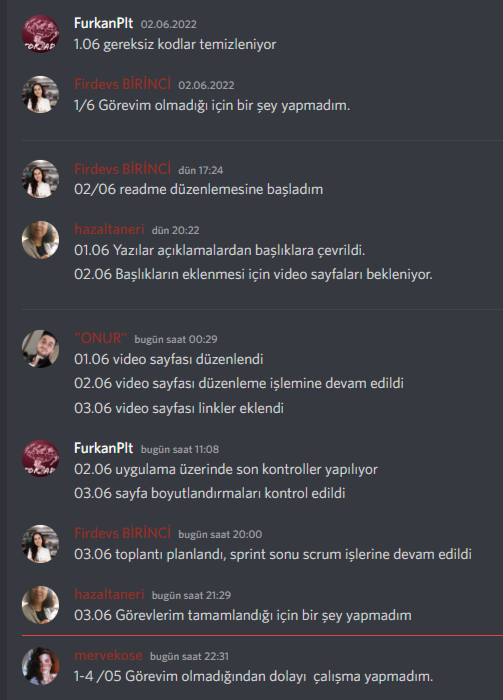 FurkanPlt 02.06.2022
1.06 gereksiz kodlar temizleniyor
Firdevs BİRİNCİ 02.06.2022
1/6 Görevim olmadığı için bir şey yapmadım.
Firdevs BİRİNCİ dün 17:24
02/06 readme düzenlemesine başladım
hazaltaneri dün 20:22
01.06 Yazılar açıklamalardan başlıklara çevrildi.
02.06 Başlıkların eklenmesi için video sayfaları bekleniyor.
"ONUR" bugün saat 00:29
01.06 video sayfası düzenlendi
02.06 video sayfası düzenleme işlemine devam edildi
03.06 video sayfası linkler eklendi
FurkanPlt bugün saat 11:08
02.06 uygulama üzerinde son kontroller yapılıyor
03.06 sayfa boyutlandırmaları kontrol edildi
Firdevs BİRİNCİ bugün saat 20:00
03.06 toplantı planlandı, sprint sonu scrum işlerine devam edildi
hazaltaneri bugün saat 21:29
03.06 Görevlerim tamamlandığı için bir şey yapmadım
mervekose bugün saat 22:31
1-4 /05 Görevim olmadığından dolayı  çalışma yapmadım.